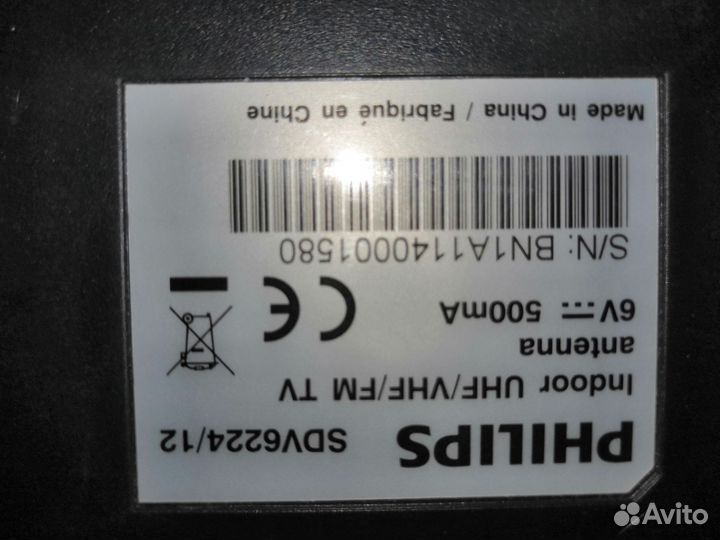 PHILIPS SDV6224/12
Indoor UHF/VHF/FM TV
antenna
6V ⎓ 500mA
CE
S/N: BN1A1140001580
Made in China / Fabriqué en Chine
Avito